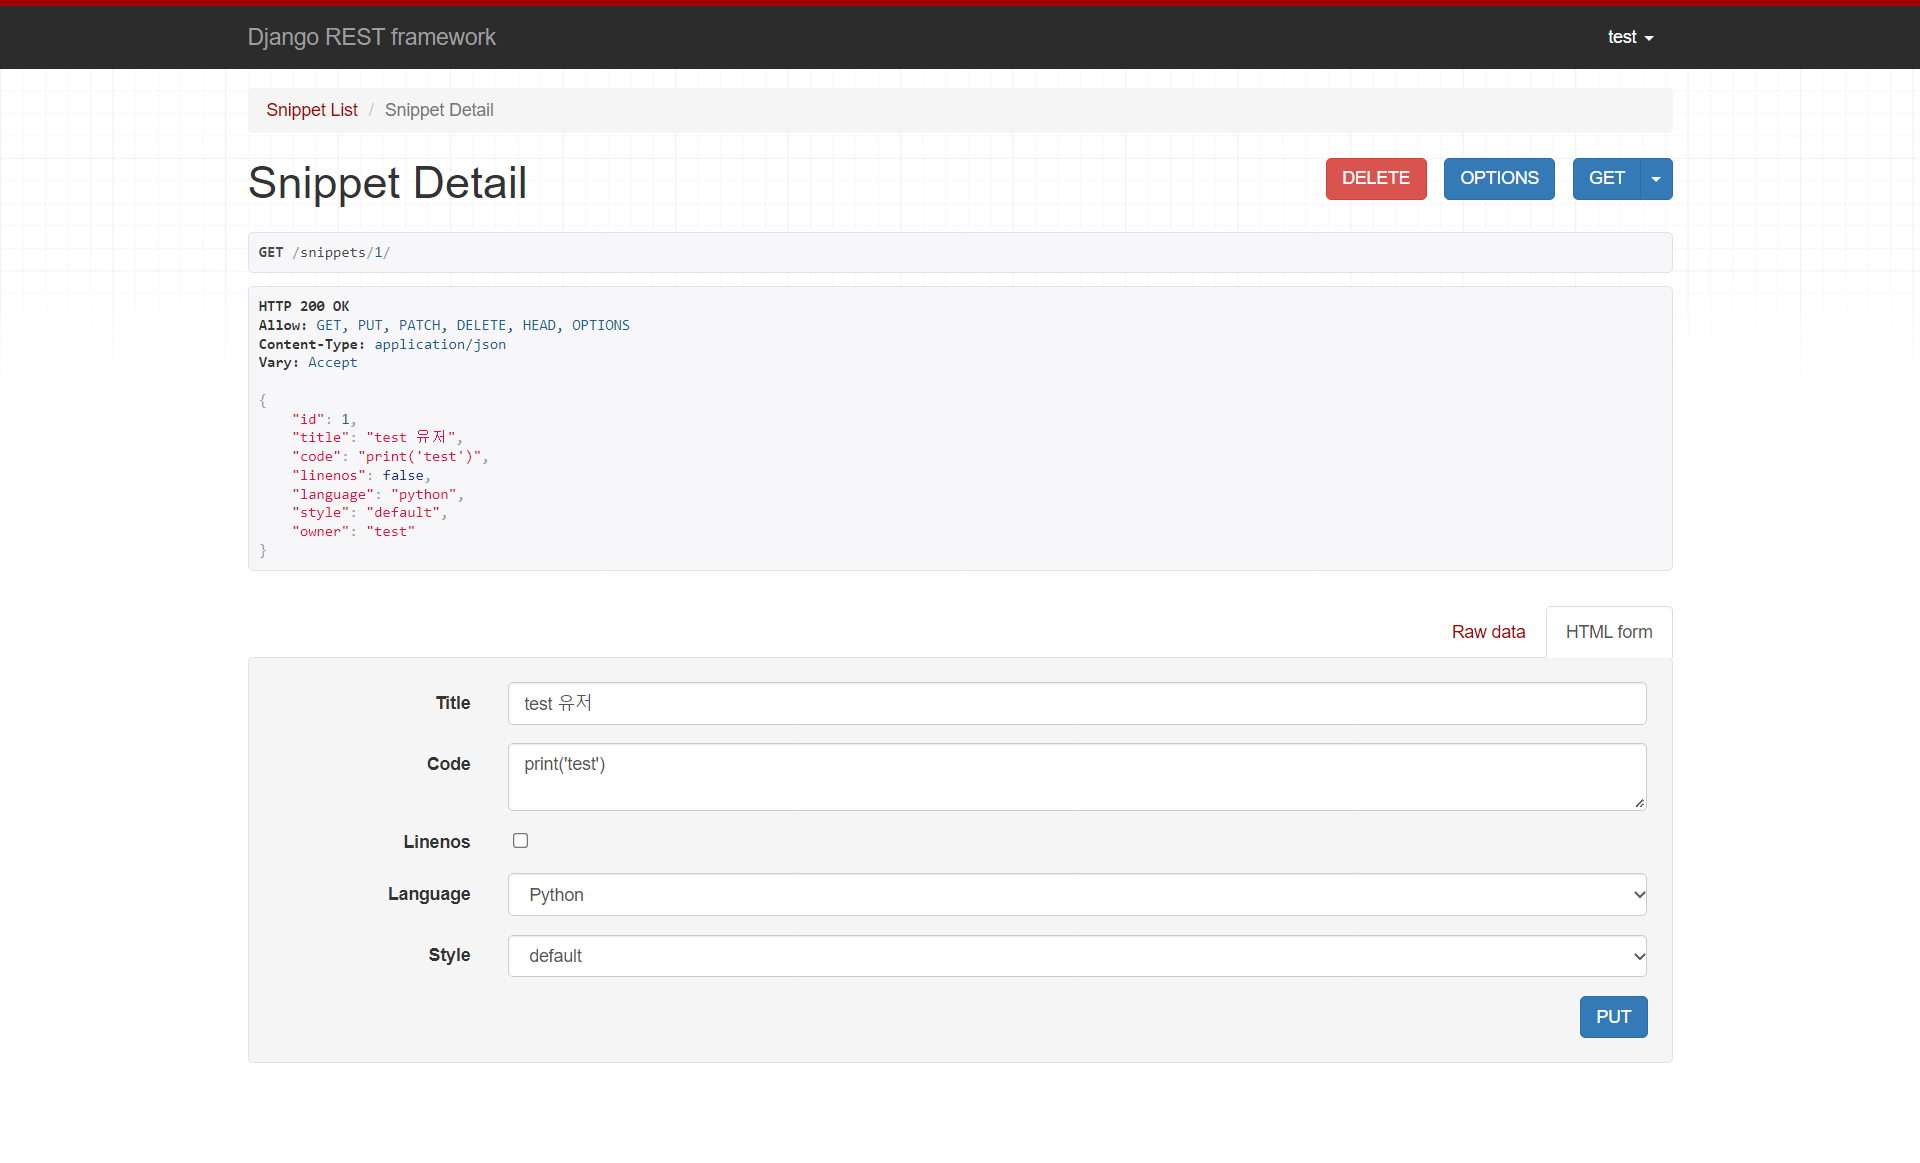 Django REST framework
test
Snippet List / Snippet Detail
Snippet Detail
DELETE
OPTIONS
GET
GET /snippets/1/
HTTP 200 OK
Allow: GET, PUT, PATCH, DELETE, HEAD, OPTIONS
Content-Type: application/json
Vary: Accept
{
    "id": 1,
    "title": "test 유저",
    "code": "print('test')",
    "linenos": false,
    "language": "python",
    "style": "default",
    "owner": "test"
}
Raw data
HTML form
Title
test 유저
Code
print('test')
Linenos
Language
Python
Style
default
PUT